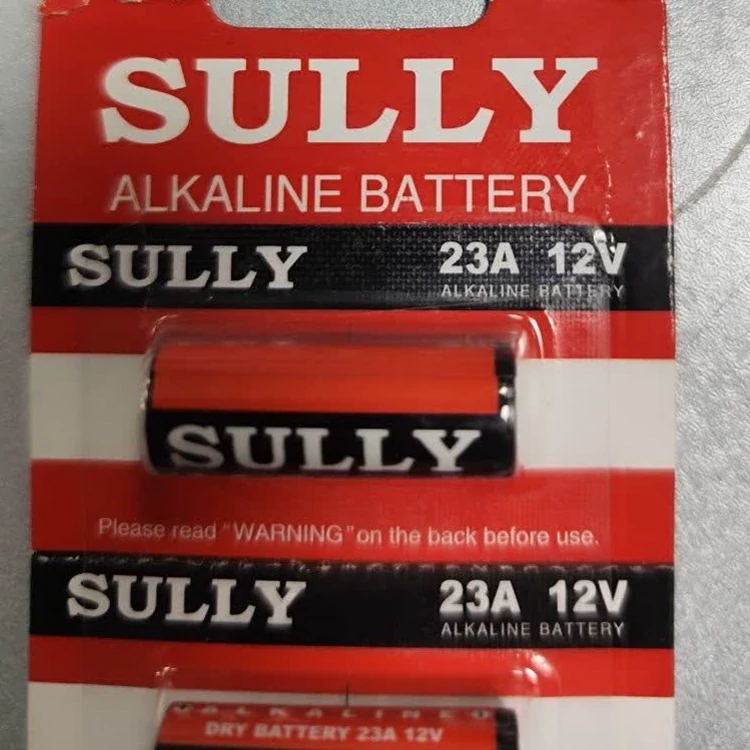 SULLY
ALKALINE BATTERY
SULLY 23A 12V
ALKALINE BATTERY
SULLY
Please read "WARNING" on the back before use.
SULLY 23A 12V
ALKALINE BATTERY
ALKALINE
DRY BATTERY 23A 12V